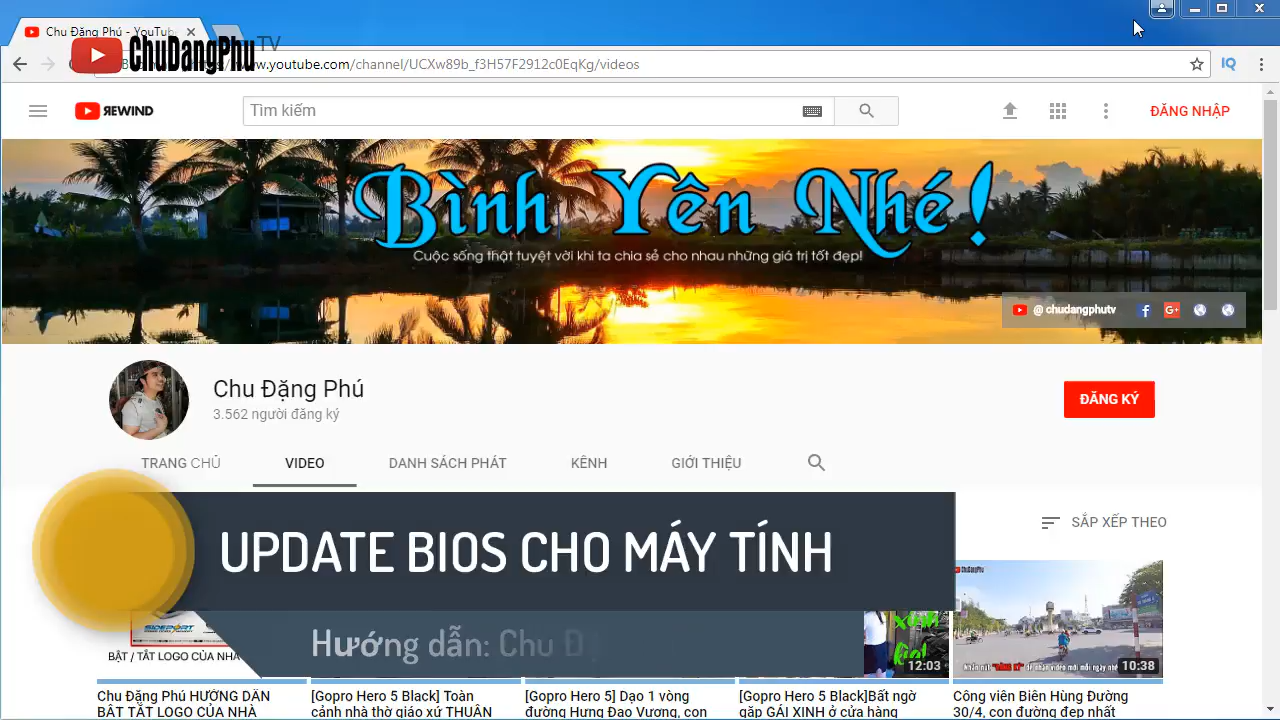 Chu Đặng Phú - YouTub
ChuDangPhu TV
www.youtube.com/channel/UCXw89b_f3H57F2912c0EqKg/videos
IQ
REWIND
Tìm kiếm
ĐĂNG NHẬP
Bình Yên Nhé!
Cuộc sống thật tuyệt vời khi ta chia sẻ cho nhau những giá trị tốt đẹp!
@ chudangphutv
Chu Đặng Phú
3.562 người đăng ký
ĐĂNG KÝ
TRANG CHỦ
VIDEO
DANH SÁCH PHÁT
KÊNH
GIỚI THIỆU
SẮP XẾP THEO
UPDATE BIOS CHO MÁY TÍNH
Hướng dẫn: Chu Đ
SIDEPORT
BẬT / TẮT LOGO CỦA NHÀ
12:03
ChuDangPhu
10:38
Chu Đặng Phú HƯỚNG DẪN
BẬT TẮT LOGO CỦA NHÀ
[Gopro Hero 5 Black] Toàn
cảnh nhà thờ giáo xứ THUẬN
[Gopro Hero 5] Dạo 1 vòng
đường Hưng Đạo Vương, con
[Gopro Hero 5 Black]Bất ngờ
gặp GÁI XINH ở cửa hàng
Công viên Biên Hùng Đường
30/4, con đường đẹp nhất